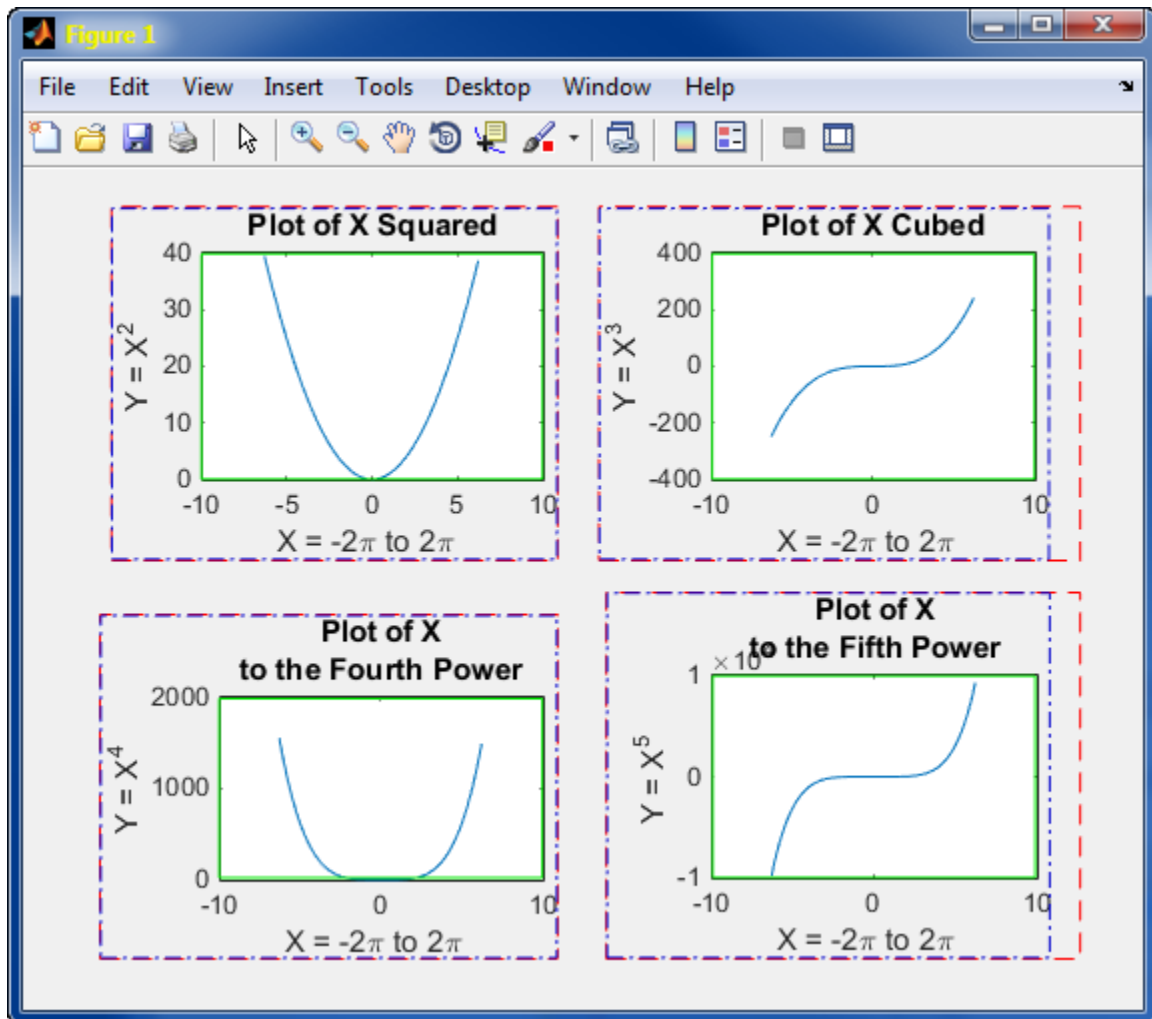 Figure 1
File Edit View Insert Tools Desktop Window Help
Plot of X Squared
Y = X²
40
30
20
10
0
-10 -5 0 5 10
X = -2π to 2π
Plot of X Cubed
Y = X³
400
200
0
-200
-400
-10 0 10
X = -2π to 2π
Plot of X
to the Fourth Power
Y = X⁴
2000
1000
0
-10 0 10
X = -2π to 2π
Plot of X
to the Fifth Power
× 10
Y = X⁵
1
0
-1
-10 0 10
X = -2π to 2π